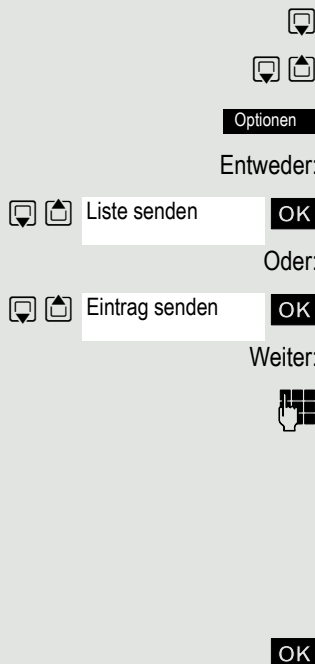 Optionen
Entweder:
Liste senden OK
Oder:
Eintrag senden OK
Weiter:
OK